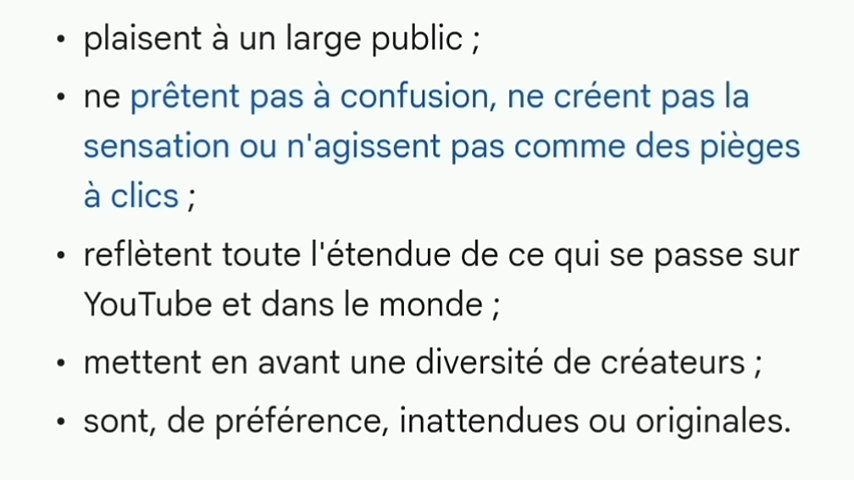 • plaisent à un large public ;
• ne prêtent pas à confusion, ne créent pas la
sensation ou n'agissent pas comme des pièges
à clics ;
• reflètent toute l'étendue de ce qui se passe sur
YouTube et dans le monde ;
• mettent en avant une diversité de créateurs ;
• sont, de préférence, inattendues ou originales.